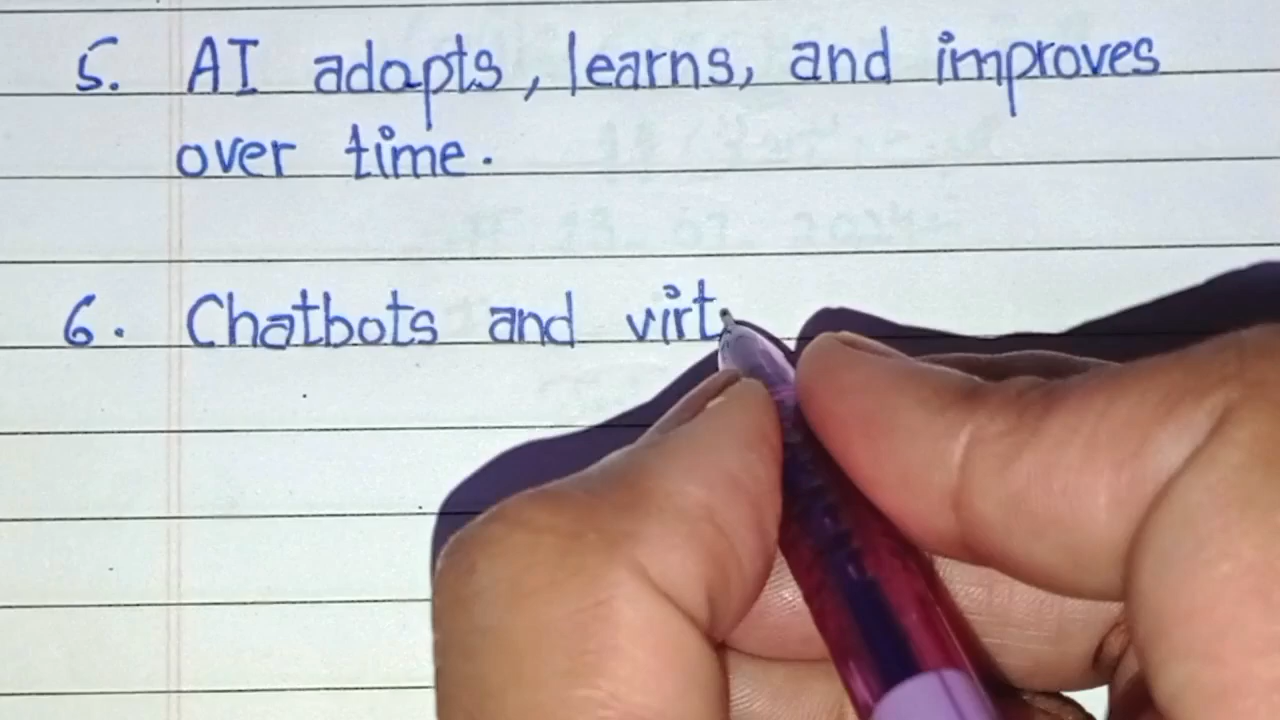 5. AI adapts, learns, and improves
over time.
6. Chatbots and virt